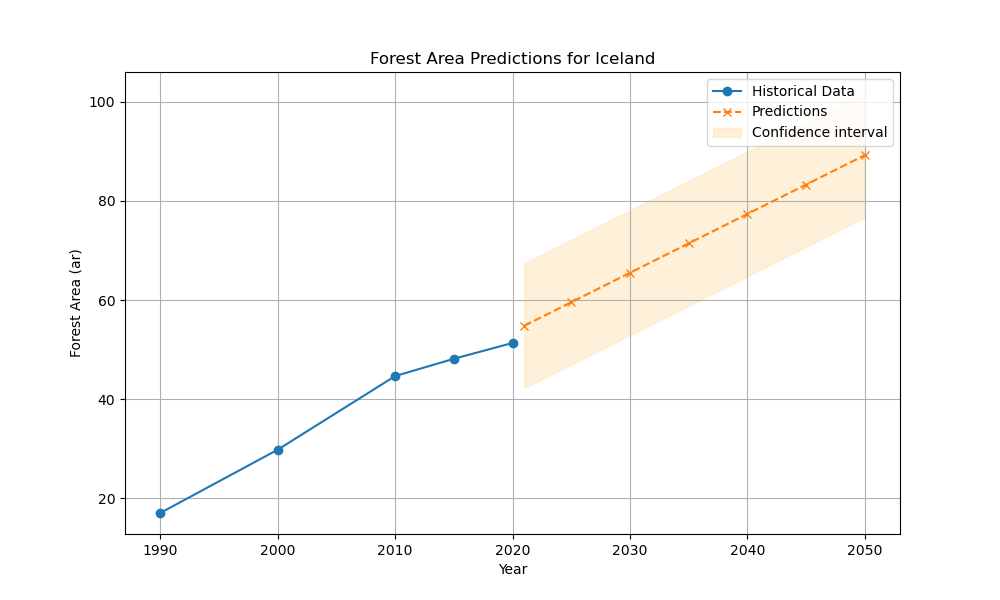 Forest Area Predictions for Iceland
Historical Data
Predictions
Confidence interval
100
80
60
40
20
Forest Area (ar)
1990 2000 2010 2020 2030 2040 2050
Year